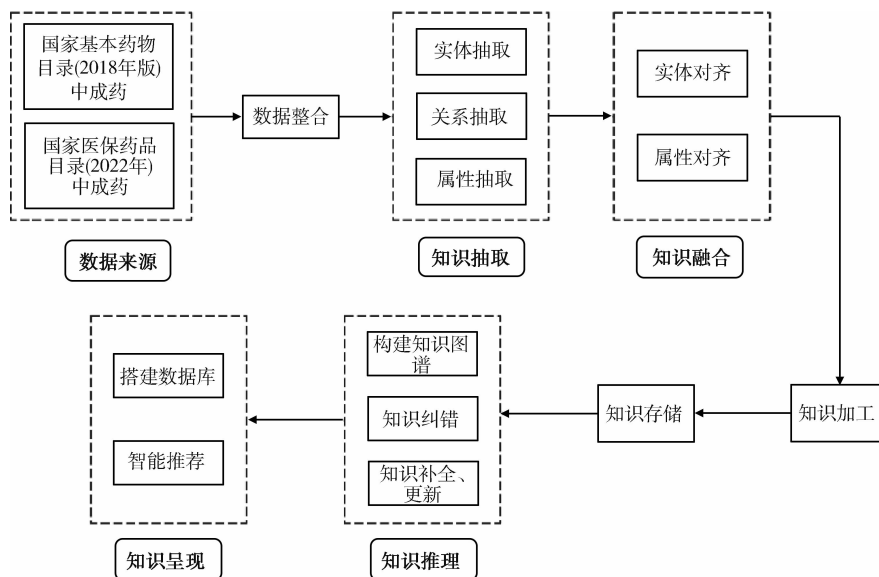 国家基本药物
目录(2018年版)
中成药
国家医保药品
目录(2022年)
中成药
数据来源
数据整合
实体抽取
关系抽取
属性抽取
知识抽取
实体对齐
属性对齐
知识融合
知识加工
知识存储
构建知识图
谱
知识纠错
知识补全、
更新
知识推理
搭建数据库
智能推荐
知识呈现